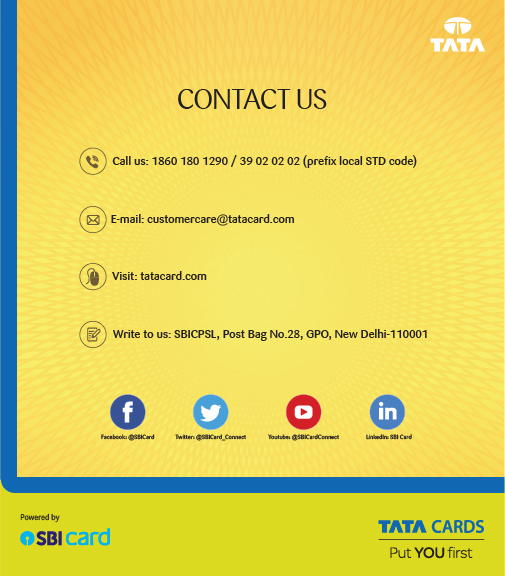 TATA
CONTACT US
Call us: 1860 180 1290 / 39 02 02 02 (prefix local STD code)
E-mail: customercare@tatacard.com
Visit: tatacard.com
Write to us: SBICPSL, Post Bag No.28, GPO, New Delhi-110001
Facebook: @SBICard Twitter: @SBICard_Connect Youtube: @SBICardConnect LinkedIn: SBI Card
Powered by
SBI card
TATA CARDS
Put YOU first